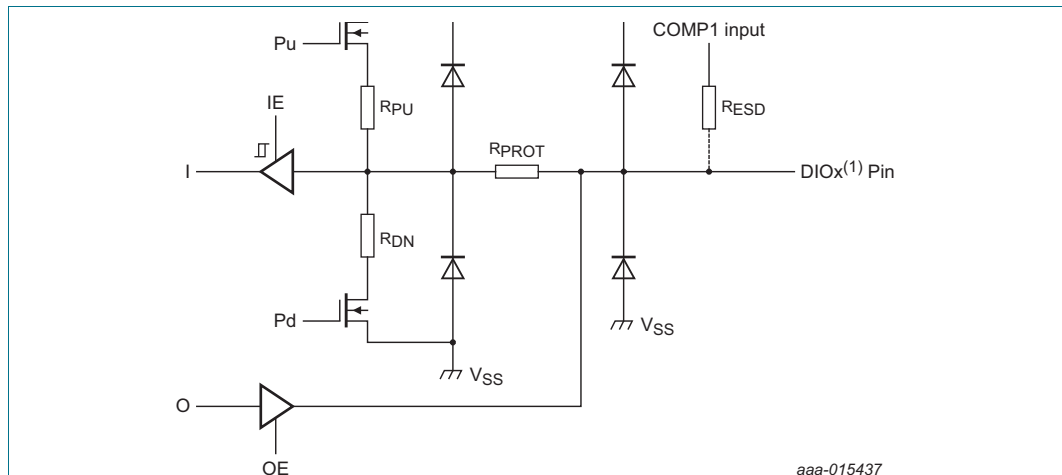 COMP1 input
Pu
RPU
RESD
IE
RPROT
I
DIOx(1) Pin
RDN
Pd
VSS
VSS
O
OE
aaa-015437